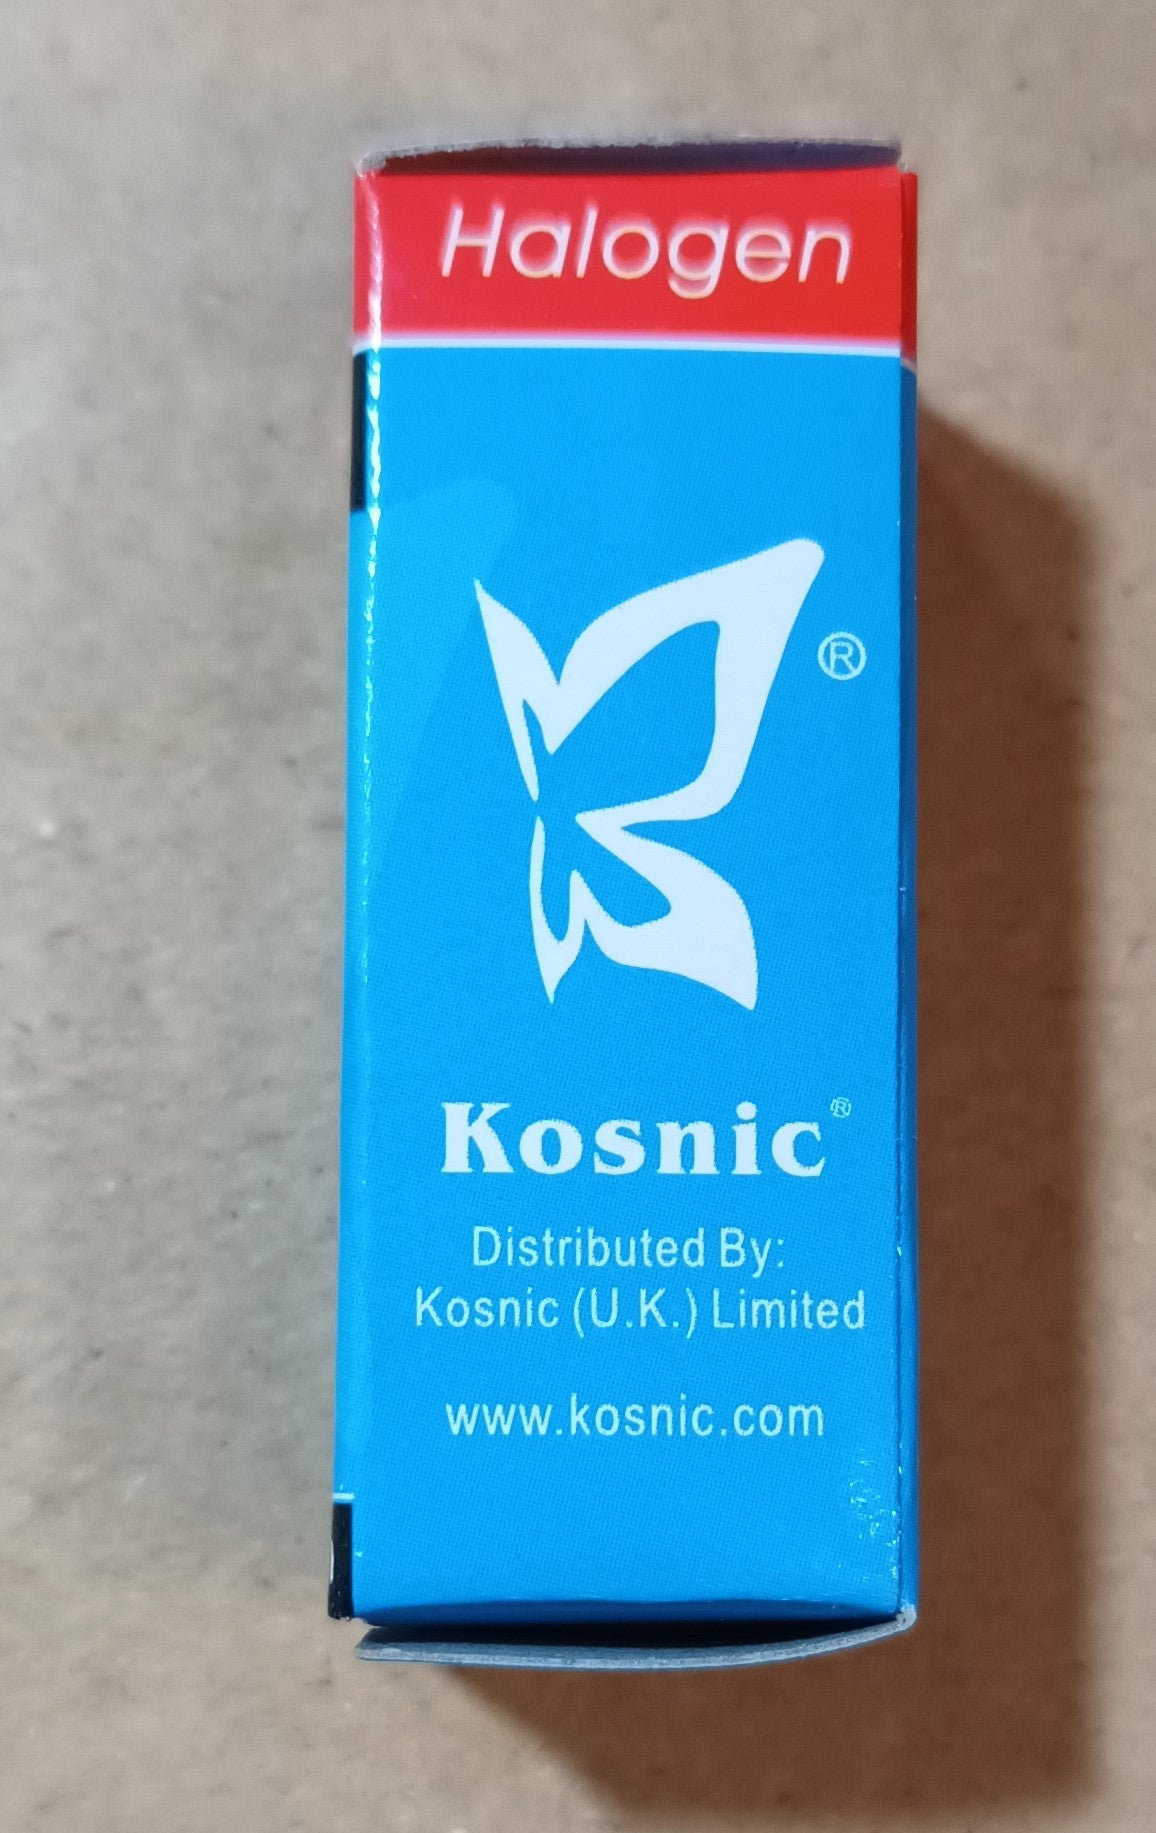 Halogen
®
Kosnic®
Distributed By:
Kosnic (U.K.) Limited
www.kosnic.com